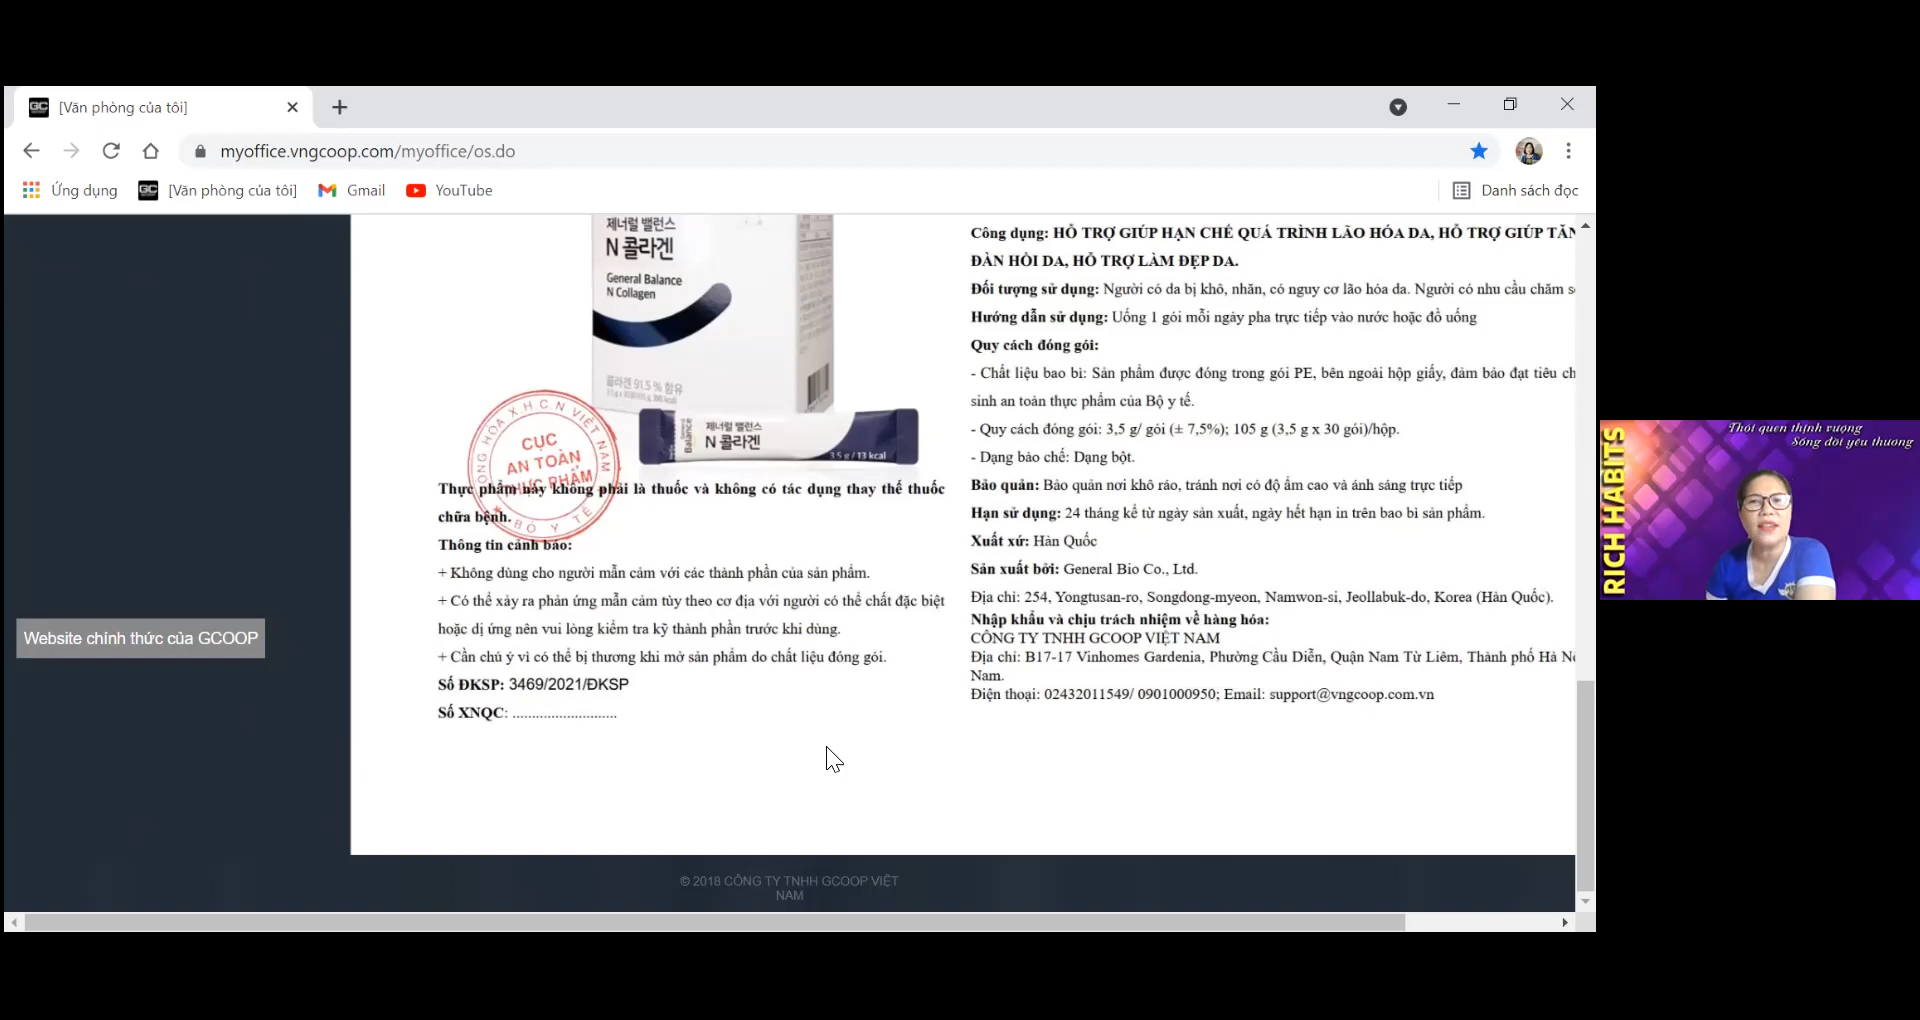 [Văn phòng của tôi]
myoffice.vngcoop.com/myoffice/os.do
Ứng dụng
[Văn phòng của tôi]
Gmail
YouTube
Danh sách đọc
제너럴 밸런스
N 콜라겐
General Balance
N Collagen
콜라겐 91.5 % 함유
CỤC
AN TOÀN
THỰC PHẨM
BỘ Y TẾ
General
Balance
제너럴 밸런스
N 콜라겐
3.5 g / 13 kcal
Thực phẩm này không phải là thuốc và không có tác dụng thay thế thuốc
chữa bệnh.
Thông tin cảnh báo:
+ Không dùng cho người mẫn cảm với các thành phần của sản phẩm.
+ Có thể xảy ra phản ứng mẫn cảm tùy theo cơ địa với người có thể chất đặc biệt
hoặc dị ứng nên vui lòng kiểm tra kỹ thành phần trước khi dùng.
+ Cần chú ý vì có thể bị thương khi mở sản phẩm do chất liệu đóng gói.
Số ĐKSP: 3469/2021/ĐKSP
Số XNQC: ...........................
Công dụng: HỖ TRỢ GIÚP HẠN CHẾ QUÁ TRÌNH LÃO HÓA DA, HỖ TRỢ GIÚP TĂN
ĐÀN HỒI DA, HỖ TRỢ LÀM ĐẸP DA.
Đối tượng sử dụng: Người có da bị khô, nhăn, có nguy cơ lão hóa da. Người có nhu cầu chăm s
Hướng dẫn sử dụng: Uống 1 gói mỗi ngày pha trực tiếp vào nước hoặc đồ uống
Quy cách đóng gói:
- Chất liệu bao bì: Sản phẩm được đóng trong gói PE, bên ngoài hộp giấy, đảm bảo đạt tiêu ch
sinh an toàn thực phẩm của Bộ y tế.
- Quy cách đóng gói: 3,5 g/ gói (± 7,5%); 105 g (3,5 g x 30 gói)/hộp.
- Dạng bào chế: Dạng bột.
Bảo quản: Bảo quản nơi khô ráo, tránh nơi có độ ẩm cao và ánh sáng trực tiếp
Hạn sử dụng: 24 tháng kể từ ngày sản xuất, ngày hết hạn in trên bao bì sản phẩm.
Xuất xứ: Hàn Quốc
Sản xuất bởi: General Bio Co., Ltd.
Địa chỉ: 254, Yongtusan-ro, Songdong-myeon, Namwon-si, Jeollabuk-do, Korea (Hàn Quốc).
Nhập khẩu và chịu trách nhiệm về hàng hóa:
CÔNG TY TNHH GCOOP VIỆT NAM
Địa chỉ: B17-17 Vinhomes Gardenia, Phường Cầu Diễn, Quận Nam Từ Liêm, Thành phố Hà Nộ
Nam.
Điện thoại: 02432011549/ 0901000950; Email: support@vngcoop.com.vn
Website chính thức của GCOOP
© 2018 CÔNG TY TNHH GCOOP VIỆT
NAM
RICH HABITS
Thói quen thịnh vượng
Sống đời yêu thương